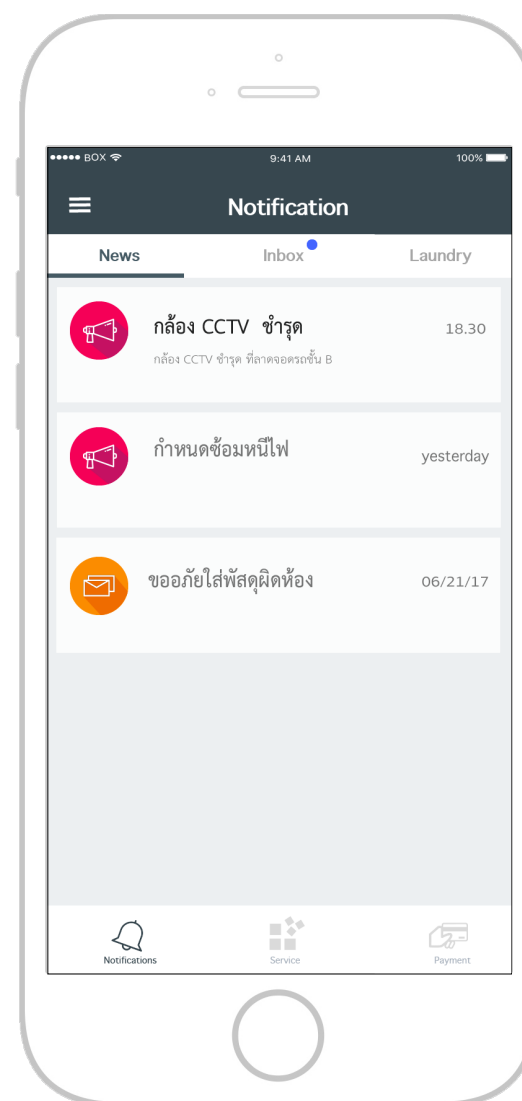 BOX
9:41 AM
100%
Notification
News
Inbox
Laundry
กล้อง CCTV ชำรุด
18.30
กล้อง CCTV ชำรุด ที่ลาดจอดรถชั้น B
กำหนดซ้อมหนีไฟ
yesterday
ขออภัยใส่พัสดุผิดห้อง
06/21/17
Notifications
Service
Payment